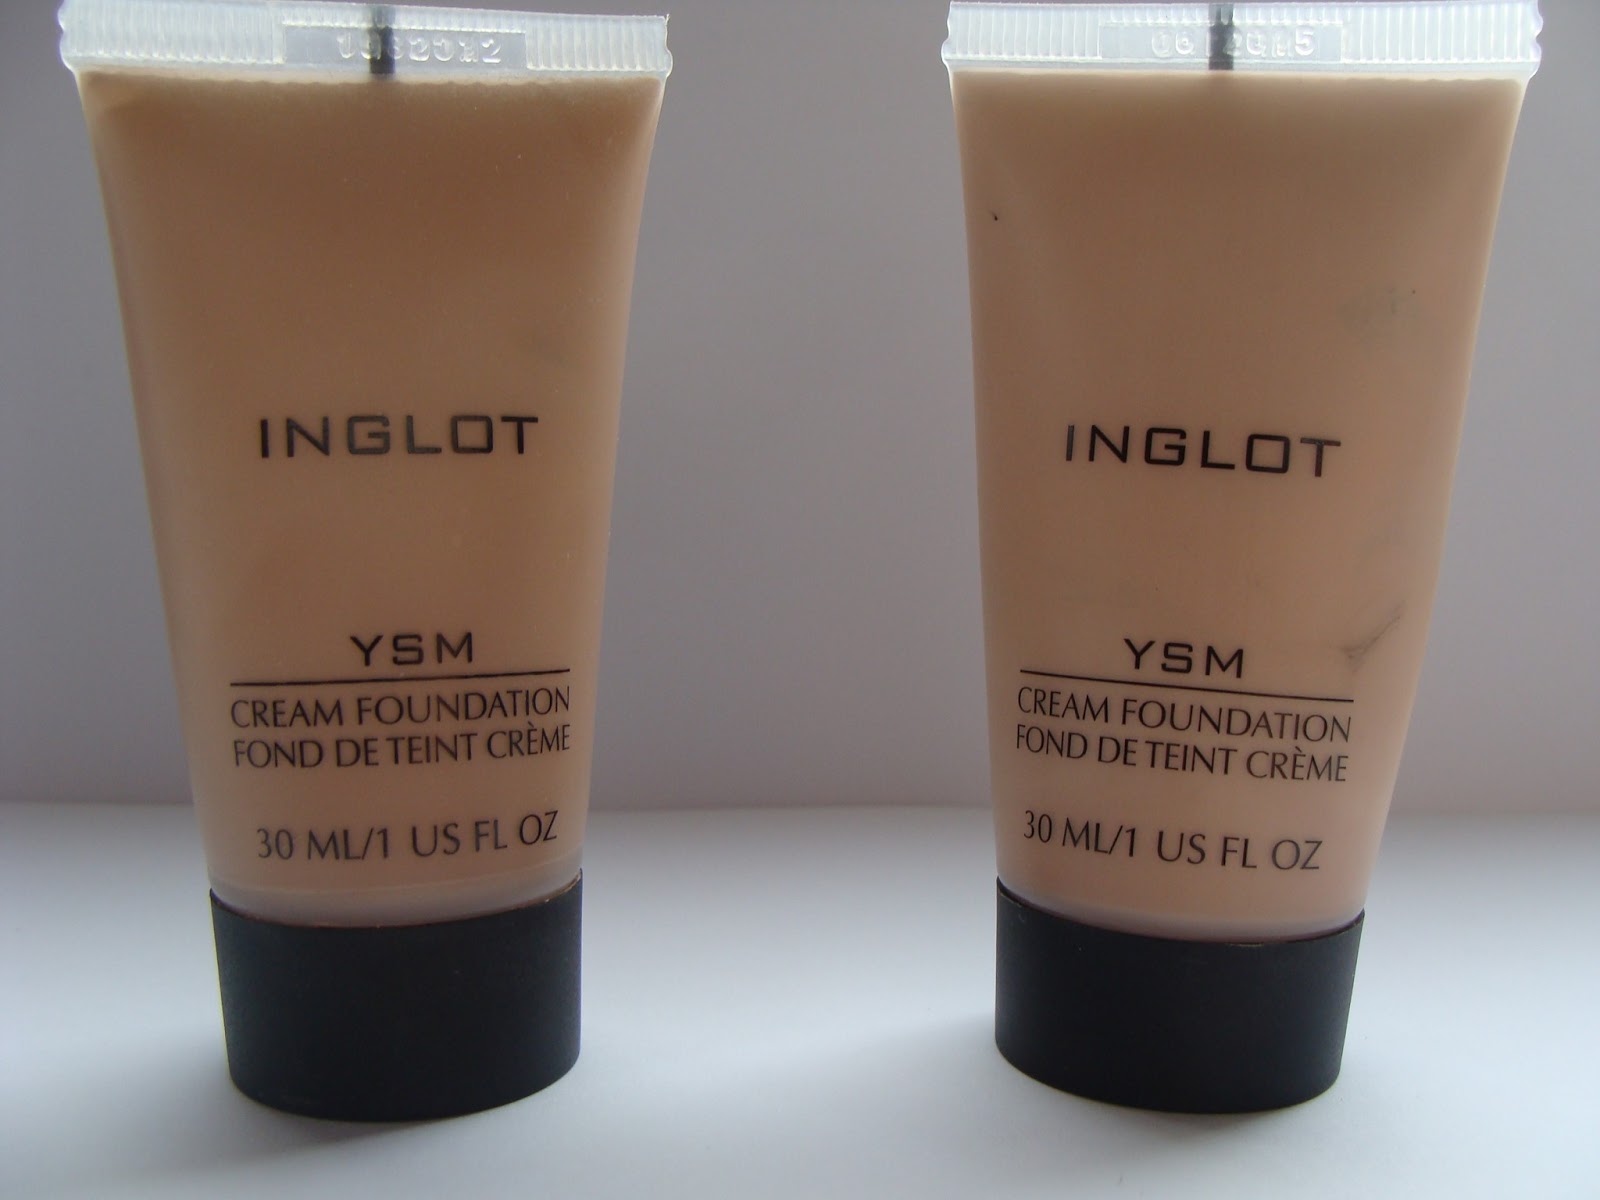 INGLOT
YSM
CREAM FOUNDATION
FOND DE TEINT CRÈME
30 ML/1 US FL OZ
INGLOT
YSM
CREAM FOUNDATION
FOND DE TEINT CRÈME
30 ML/1 US FL OZ